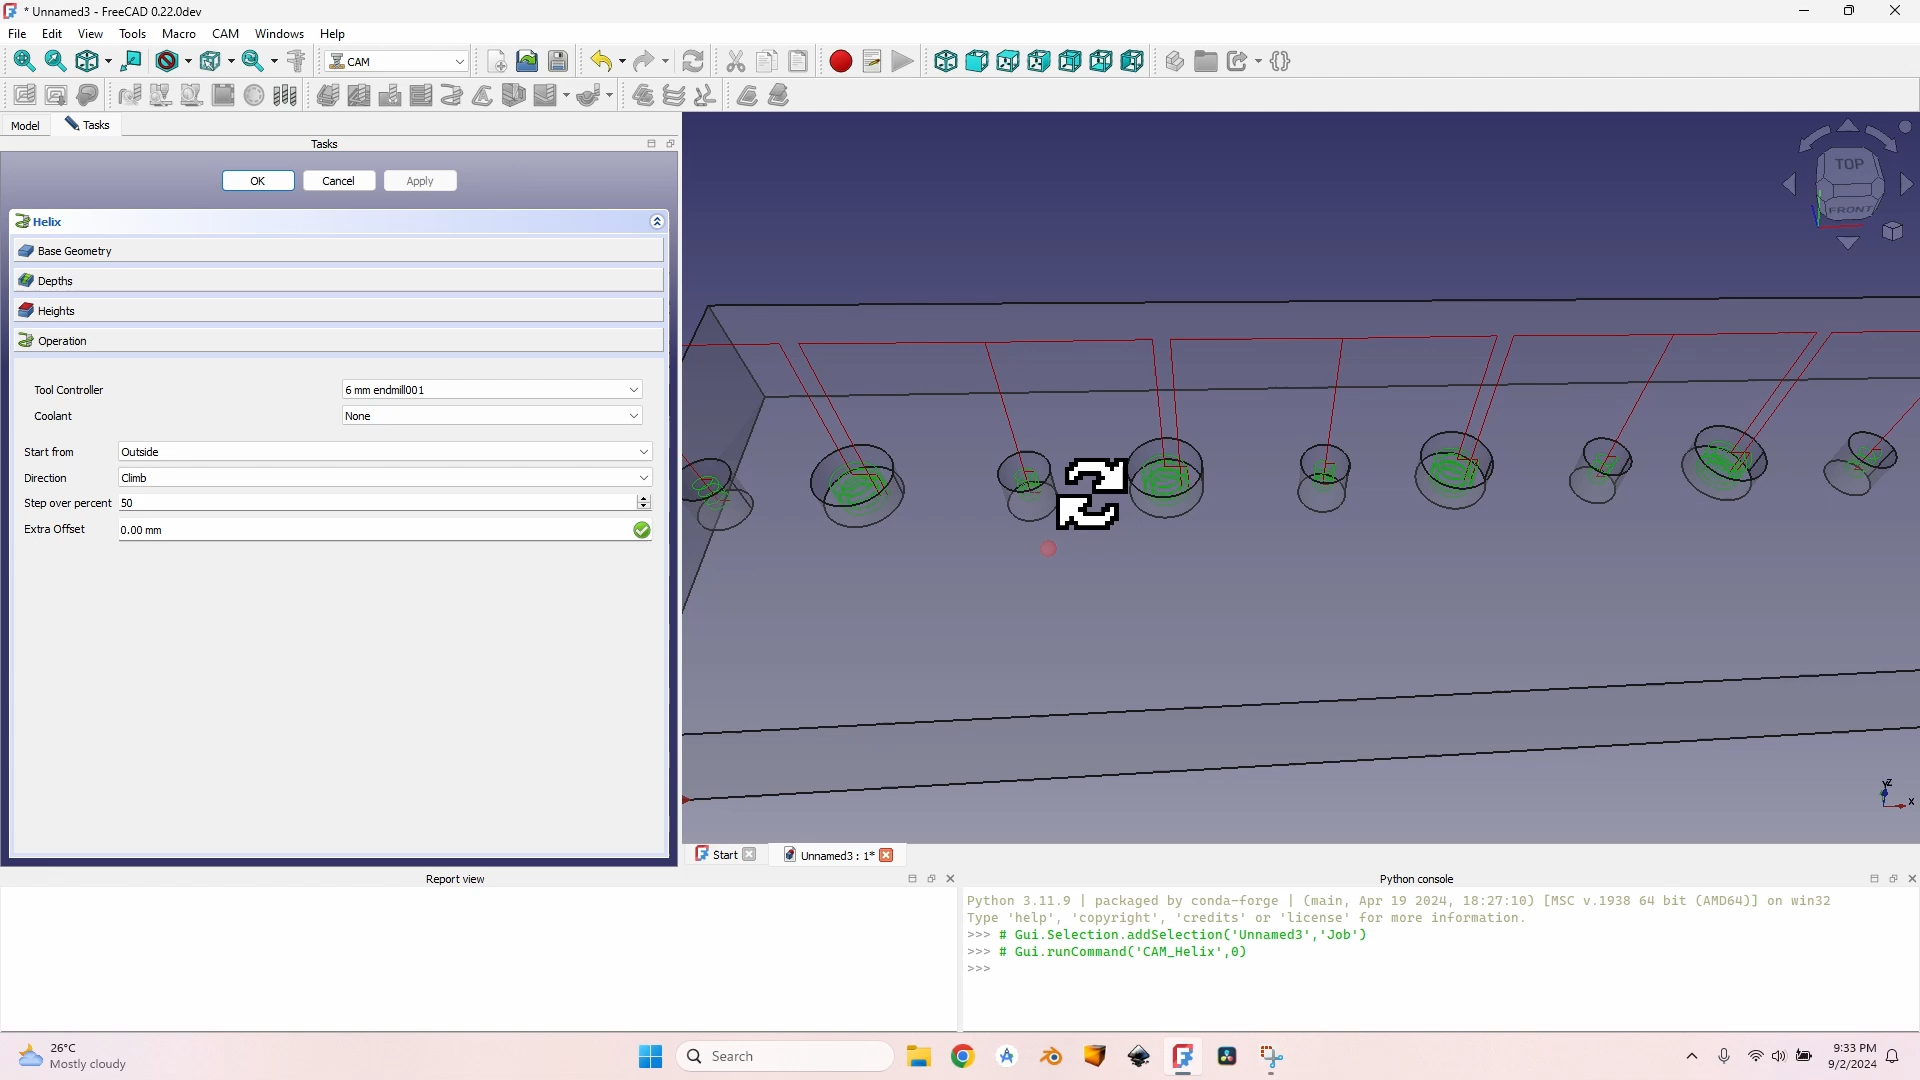 * Unnamed3 - FreeCAD 0.22.0dev
File Edit View Tools Macro CAM Windows Help
CAM
Model Tasks
Tasks
OK Cancel Apply
Helix
Base Geometry
Depths
Heights
Operation
Tool Controller 6 mm endmill001
Coolant None
Start from Outside
Direction Climb
Step over percent 50
Extra Offset 0.00 mm
TOP
FRONT
Z
Y
X
Start Unnamed3 : 1*
Report view
Python console
Python 3.11.9 | packaged by conda-forge | (main, Apr 19 2024, 18:27:10) [MSC v.1938 64 bit (AMD64)] on win32
Type 'help', 'copyright', 'credits' or 'license' for more information.
>>> # Gui.Selection.addSelection('Unnamed3','Job')
>>> # Gui.runCommand('CAM_Helix',0)
>>>
26°C
Mostly cloudy
Search
9:33 PM
9/2/2024